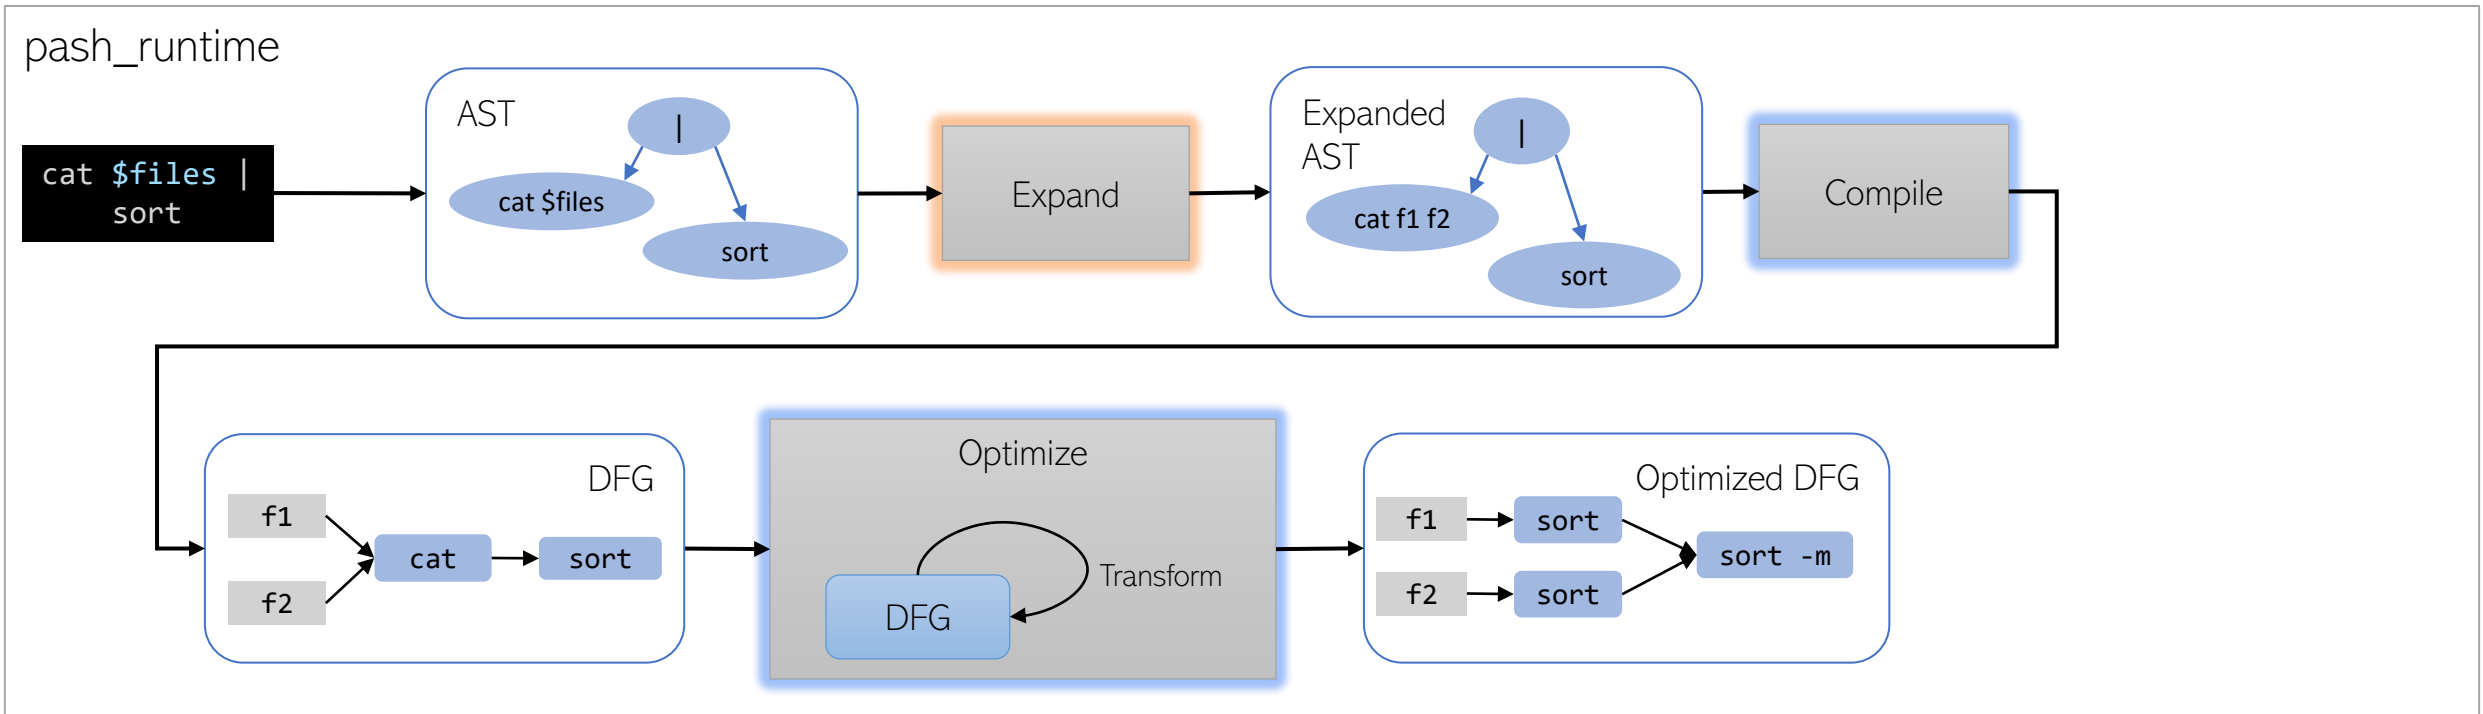 pash_runtime
cat $files |
sort
AST
|
cat $files
sort
Expand
Expanded
AST
|
cat f1 f2
sort
Compile
DFG
f1
f2
cat
sort
Optimize
DFG
Transform
Optimized DFG
f1
sort
f2
sort
sort -m